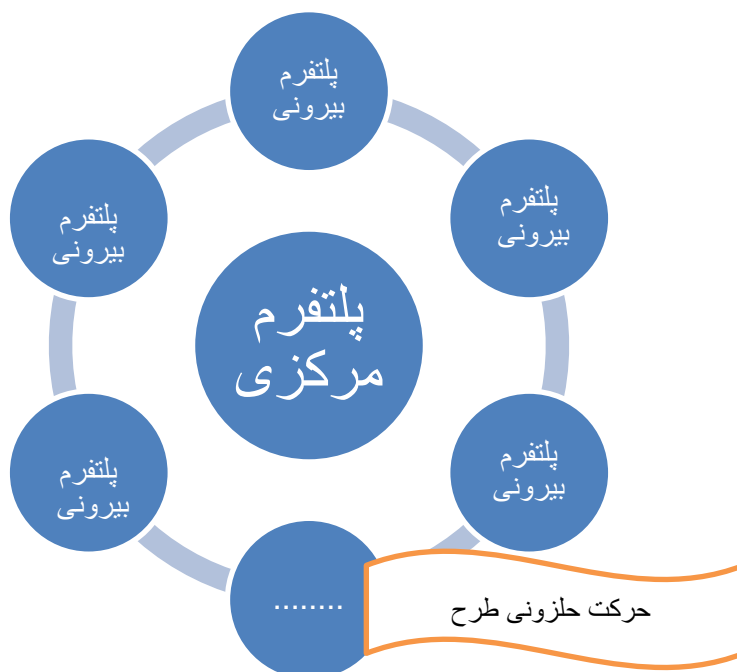 پلتفرم
بیرونی
پلتفرم
بیرونی
پلتفرم
بیرونی
پلتفرم
مرکزی
پلتفرم
بیرونی
پلتفرم
بیرونی
........
حرکت حلزونی طرح